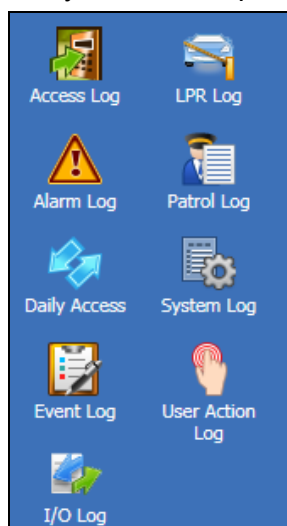 Access Log
LPR Log
Alarm Log
Patrol Log
Daily Access
System Log
Event Log
User Action
Log
I/O Log